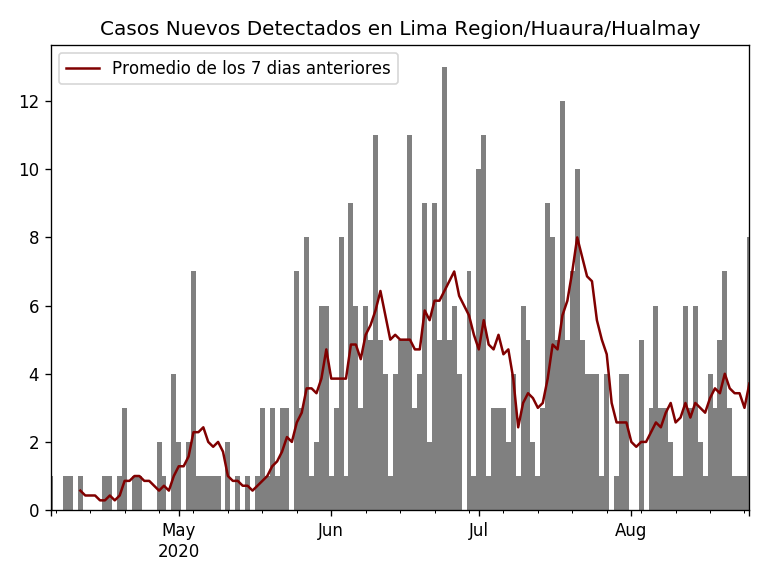 Casos Nuevos Detectados en Lima Region/Huaura/Hualmay
Promedio de los 7 dias anteriores
12
10
8
6
4
2
0
May Jun Jul Aug
2020